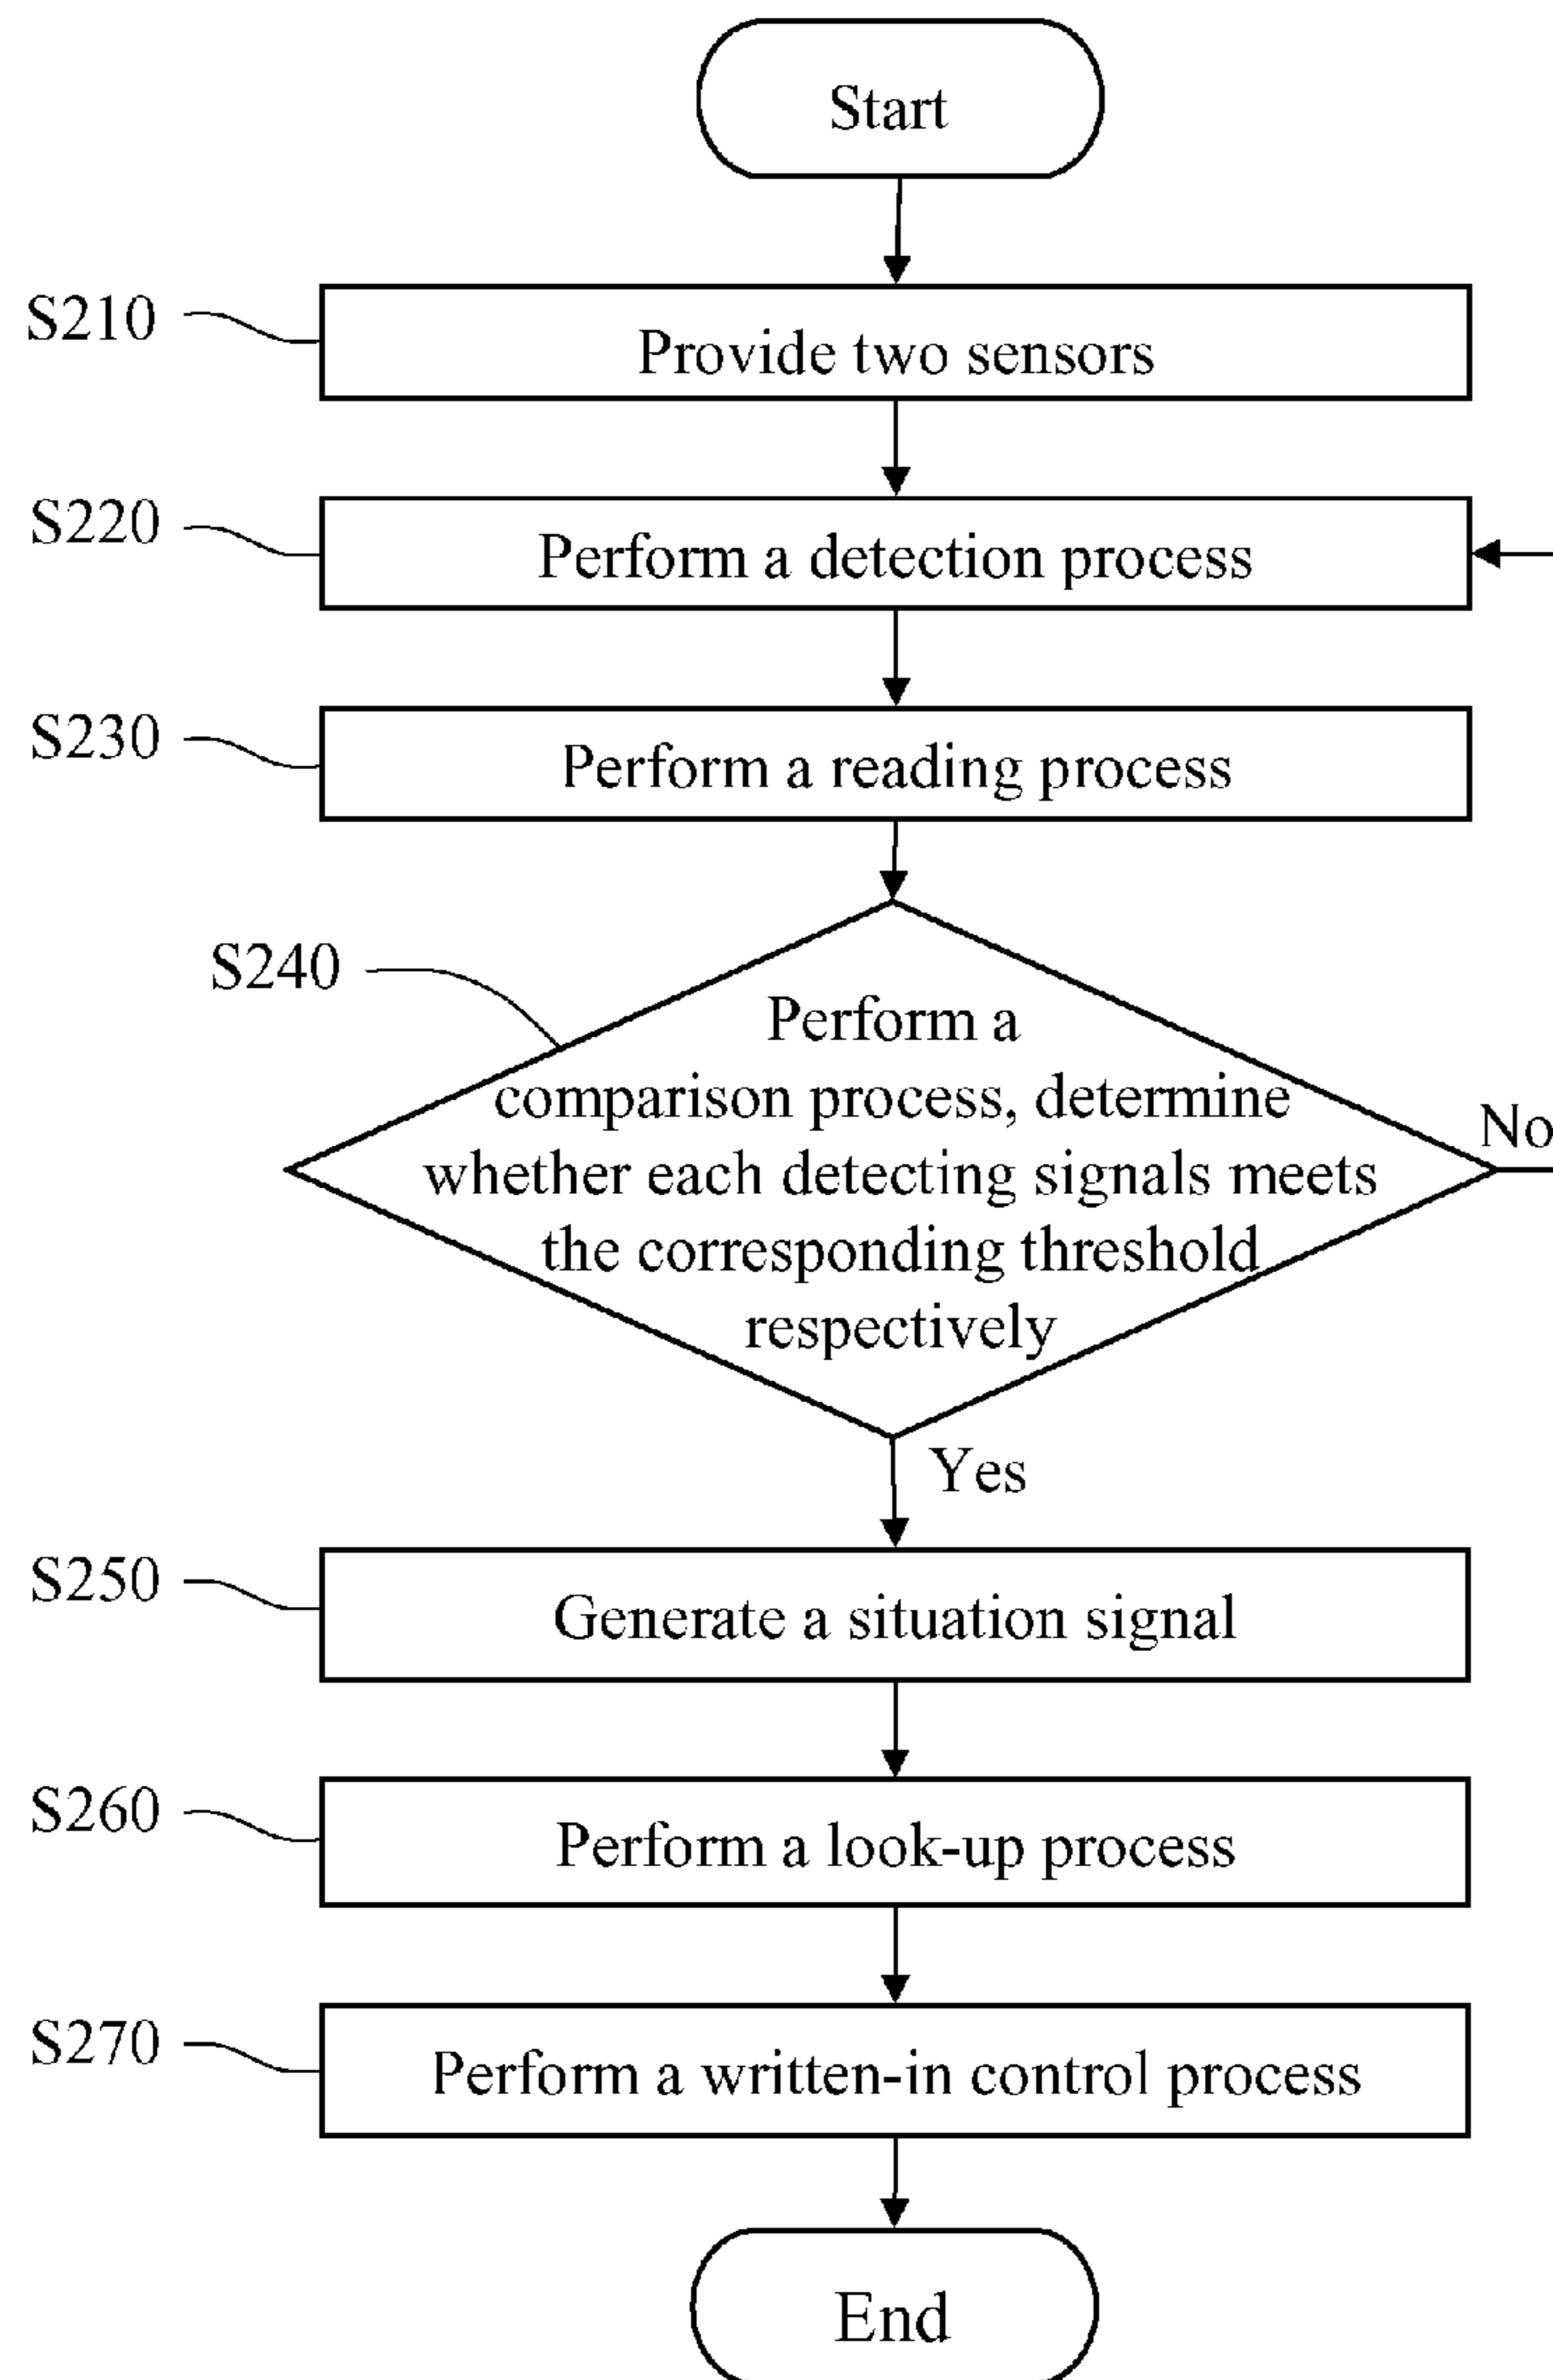 Start
S210
Provide two sensors
S220
Perform a detection process
S230
Perform a reading process
S240
Perform a
comparison process, determine
whether each detecting signals meets
the corresponding threshold
respectively
No
Yes
S250
Generate a situation signal
S260
Perform a look-up process
S270
Perform a written-in control process
End